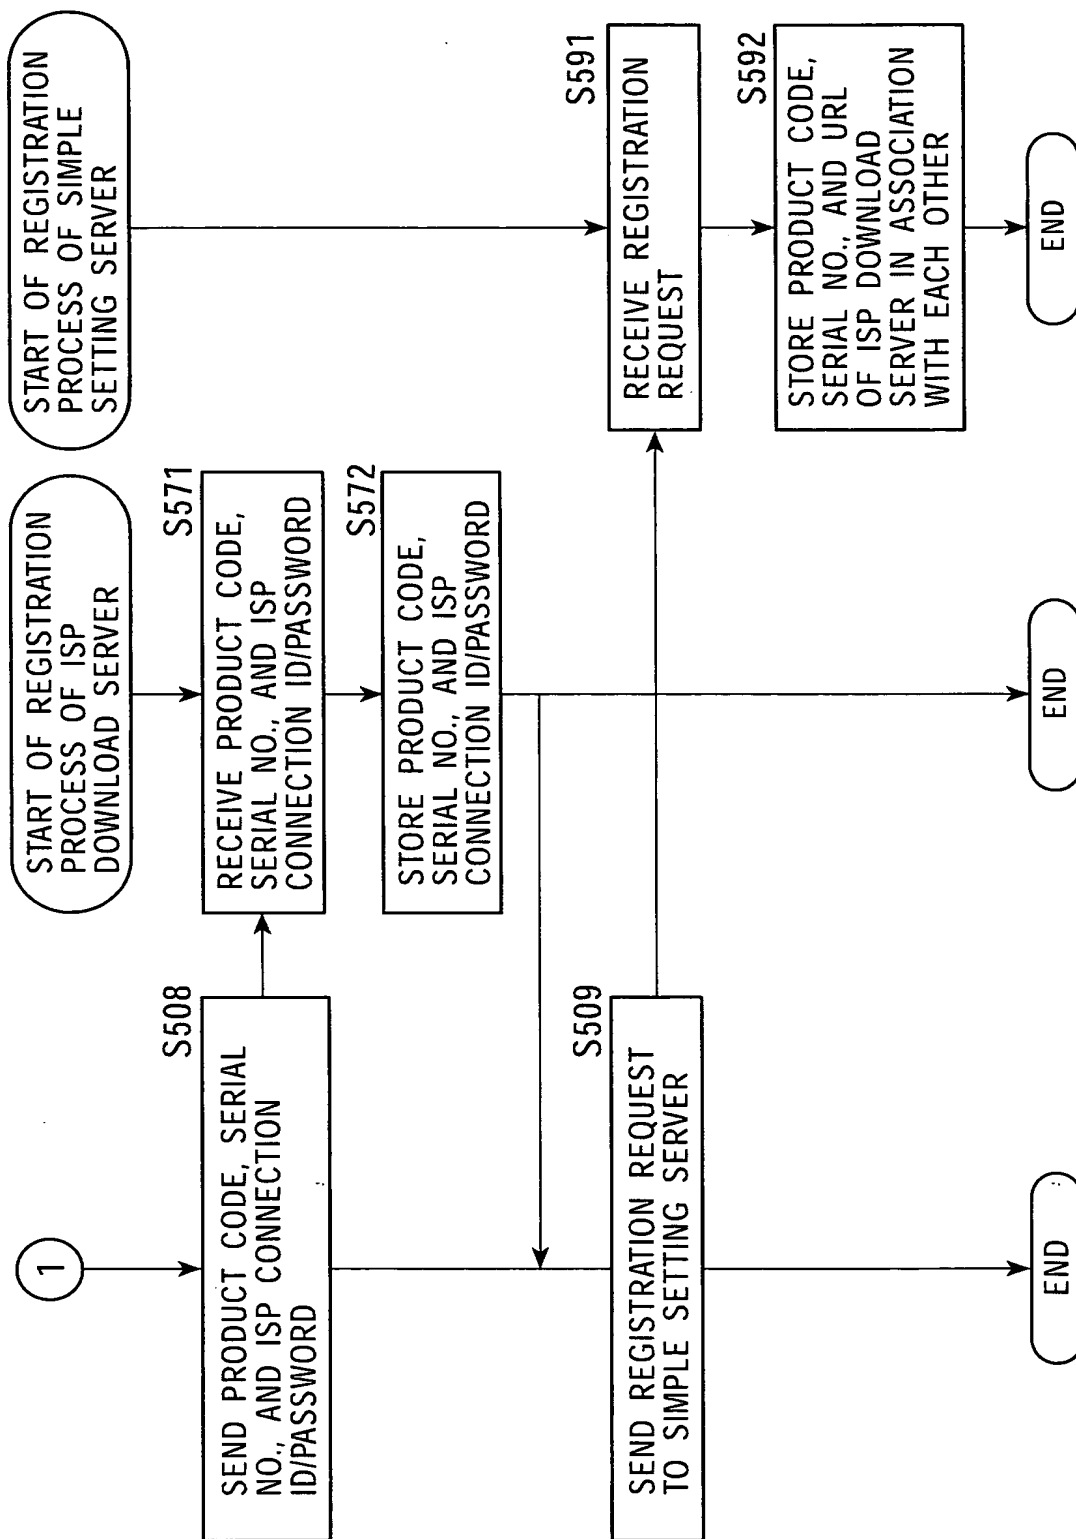 1
S508
SEND PRODUCT CODE, SERIAL
NO., AND ISP CONNECTION
ID/PASSWORD
S509
SEND REGISTRATION REQUEST
TO SIMPLE SETTING SERVER
END
START OF REGISTRATION
PROCESS OF ISP
DOWNLOAD SERVER
S571
RECEIVE PRODUCT CODE,
SERIAL NO., AND ISP
CONNECTION ID/PASSWORD
S572
STORE PRODUCT CODE,
SERIAL NO., AND ISP
CONNECTION ID/PASSWORD
END
START OF REGISTRATION
PROCESS OF SIMPLE
SETTING SERVER
S591
RECEIVE REGISTRATION
REQUEST
S592
STORE PRODUCT CODE,
SERIAL NO., AND URL
OF ISP DOWNLOAD
SERVER IN ASSOCIATION
WITH EACH OTHER
END